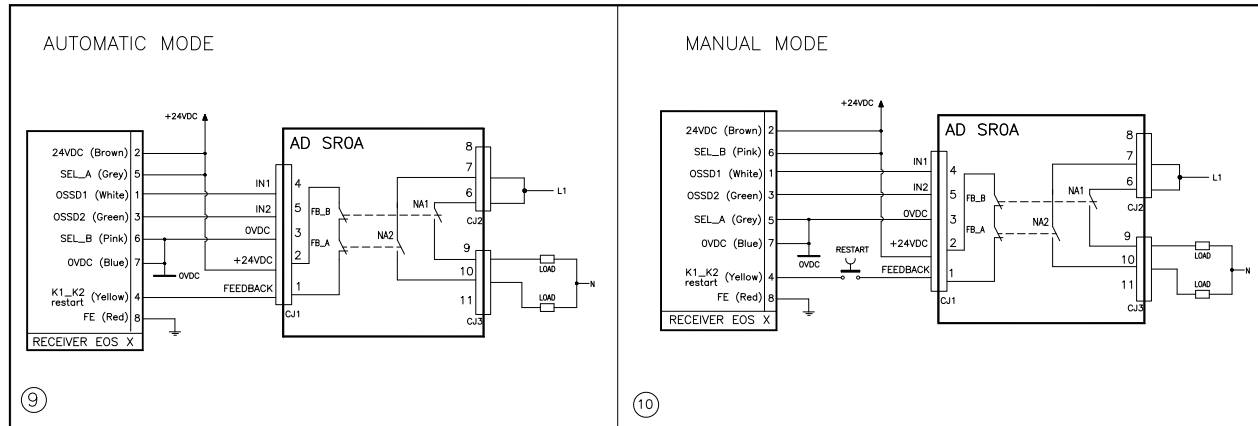 AUTOMATIC MODE
+24VDC
AD SR0A
24VDC (Brown) 2
SEL_A (Grey) 5
OSSD1 (White) 1
OSSD2 (Green) 3
SEL_B (Pink) 6
0VDC (Blue) 7
0VDC
K1_K2 (Yellow) 4
restart
FE (Red) 8
RECEIVER EOS X
IN1 4
IN2 5
0VDC 3
+24VDC 2
FEEDBACK 1
CJ1
FB_B
FB_A
NA1
NA2
8
7
6
CJ2
L1
9
10
11
CJ3
LOAD
LOAD
N
9
MANUAL MODE
+24VDC
AD SR0A
24VDC (Brown) 2
SEL_B (Pink) 6
OSSD1 (White) 1
OSSD2 (Green) 3
SEL_A (Grey) 5
0VDC (Blue) 7
0VDC
K1_K2 (Yellow) 4
restart
FE (Red) 8
RECEIVER EOS X
RESTART
IN1 4
IN2 5
0VDC 3
+24VDC 2
FEEDBACK 1
CJ1
FB_B
FB_A
NA1
NA2
8
7
6
CJ2
L1
9
10
11
CJ3
LOAD
LOAD
N
10